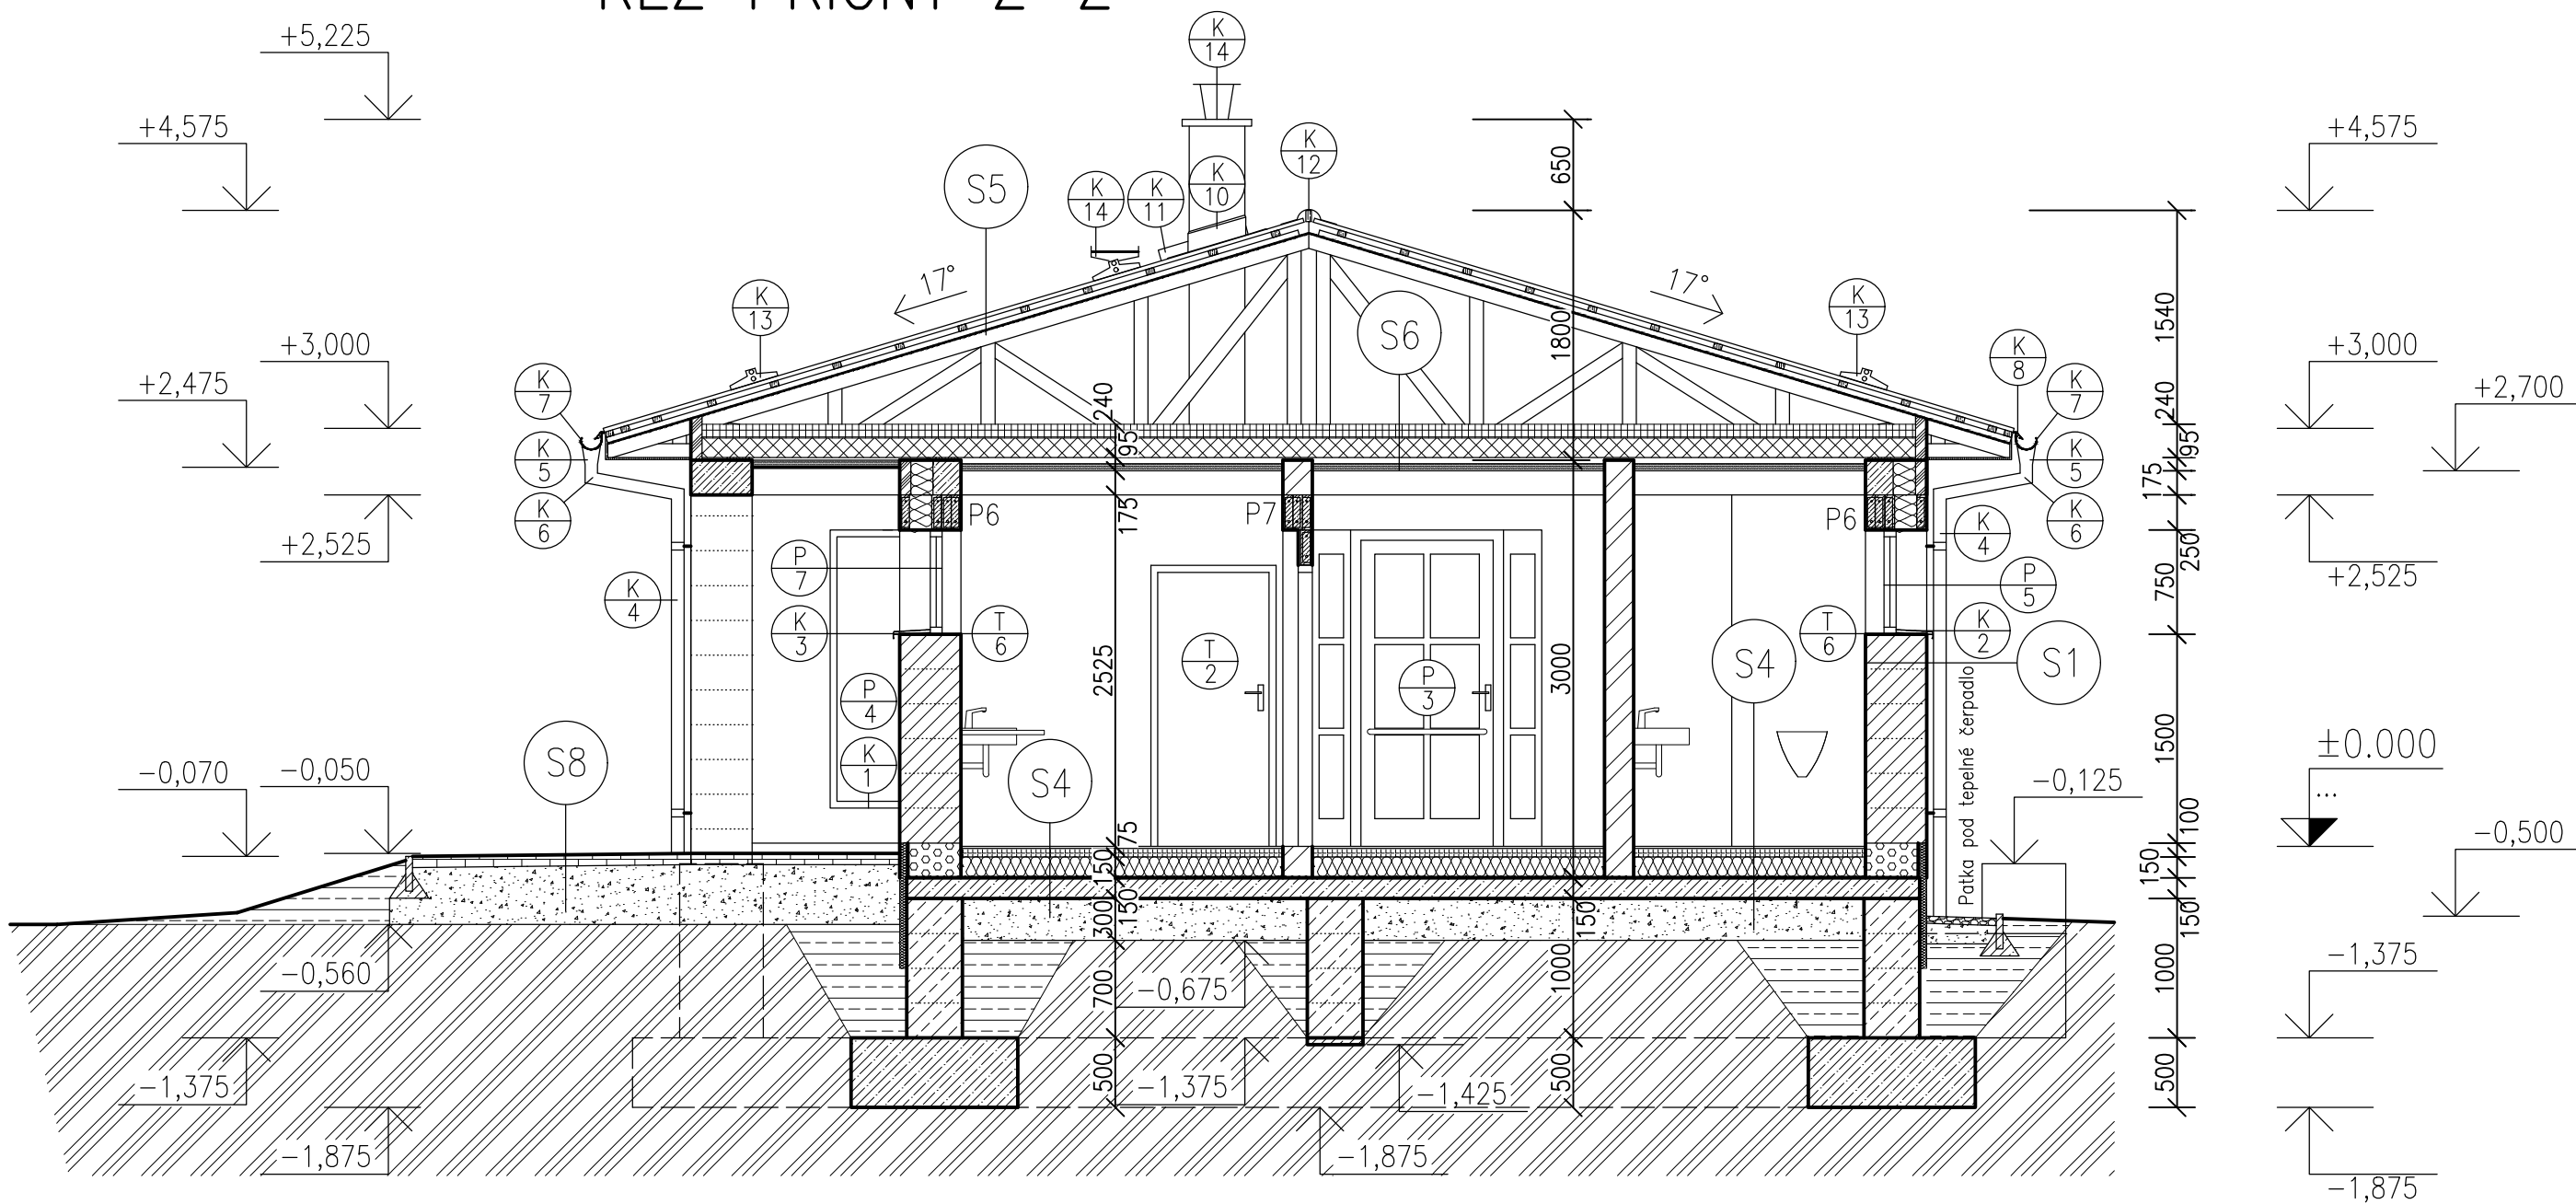 +5,225
+4,575
+3,000
+2,475
+2,525
-0,070
-0,050
-0,560
-1,375
-1,875
K
14
K
12
K
10
K
11
K
14
S5
K
13
17°
17°
S6
K
13
K
8
K
7
K
5
K
6
K
4
K
7
K
5
K
6
K
4
P6
P7
P6
P
7
K
3
T
6
P
4
K
1
T
2
P
3
T
6
P
5
K
2
S1
S4
S4
S8
Patka pod tepelné čerpadlo
240
95
175
2525
75
150
150
300
700
500
650
1800
3000
150
1000
500
1540
240
195
175
250
750
1500
100
150
150
1000
500
-0,675
-1,375
-1,425
-1,875
+4,575
+3,000
+2,700
+2,525
±0.000
...
-0,125
-0,500
-1,375
-1,875